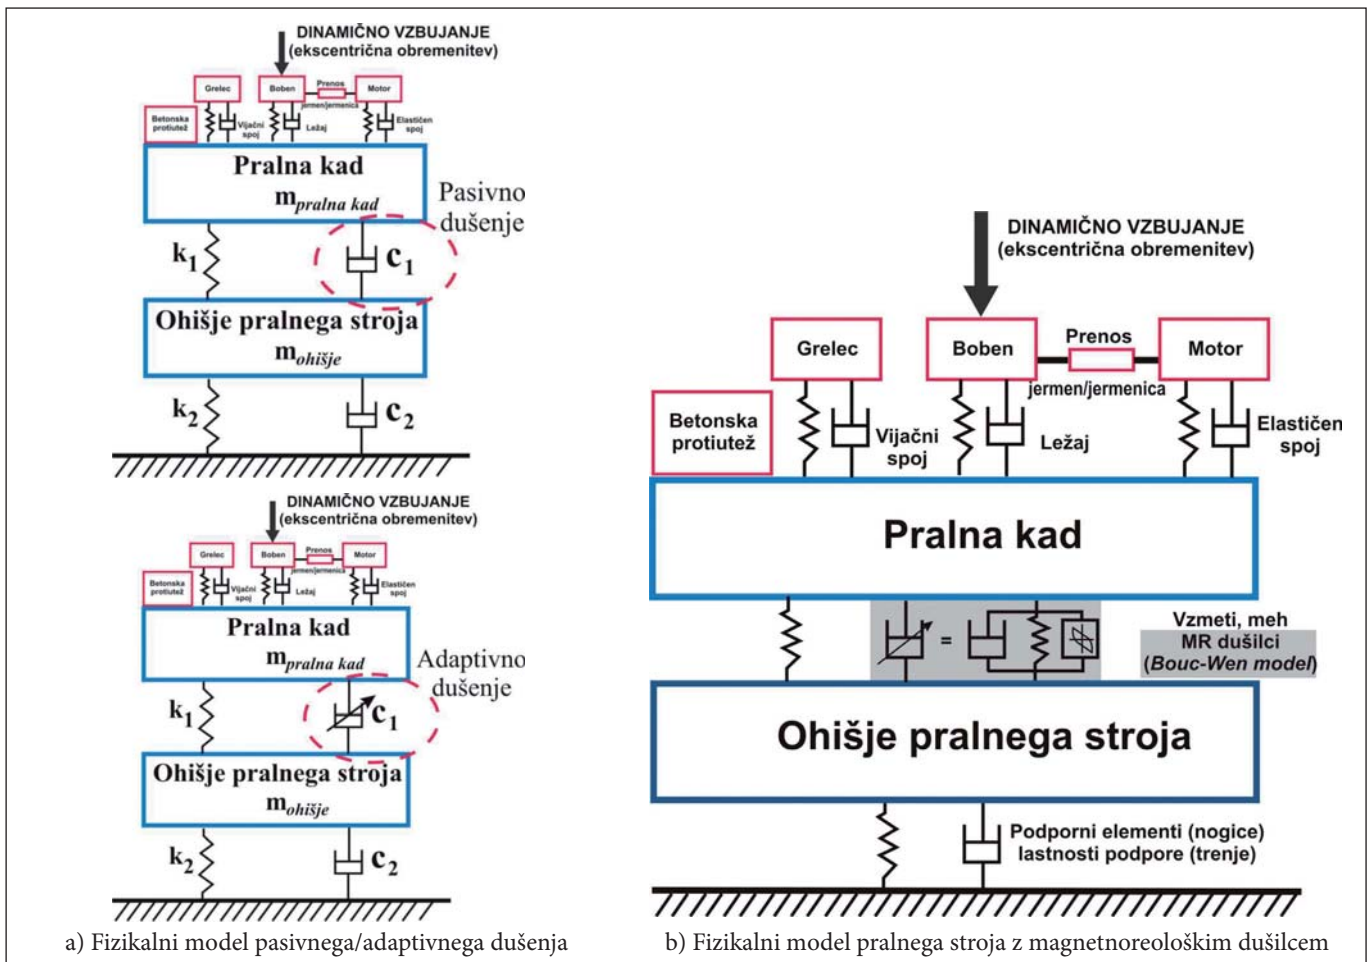 DINAMIČNO VZBUJANJE
(ekscentrična obremenitev)
Grelec
Boben
Prenos
Motor
jermen/jermenica
Betonska
protiutež
Vijačni
spoj
Ležaj
Elastičen
spoj
Pralna kad
m pralna kad
Pasivno
dušenje
k1
c1
Ohišje pralnega stroja
m ohišje
k2
c2
DINAMIČNO VZBUJANJE
(ekscentrična obremenitev)
Grelec
Boben
Prenos
Motor
jermen/jermenica
Betonska
protiutež
Vijačni
spoj
Ležaj
Elastičen
spoj
Pralna kad
m pralna kad
Adaptivno
dušenje
k1
c1
Ohišje pralnega stroja
m ohišje
k2
c2
a) Fizikalni model pasivnega/adaptivnega dušenja
DINAMIČNO VZBUJANJE
(ekscentrična obremenitev)
Grelec
Boben
Prenos
Motor
jermen/jermenica
Betonska
protiutež
Vijačni
spoj
Ležaj
Elastičen
spoj
Pralna kad
=
Vzmeti, meh
MR dušilci
(Bouc-Wen model)
Ohišje pralnega stroja
Podporni elementi (nogice)
lastnosti podpore (trenje)
b) Fizikalni model pralnega stroja z magnetnoreološkim dušilcem